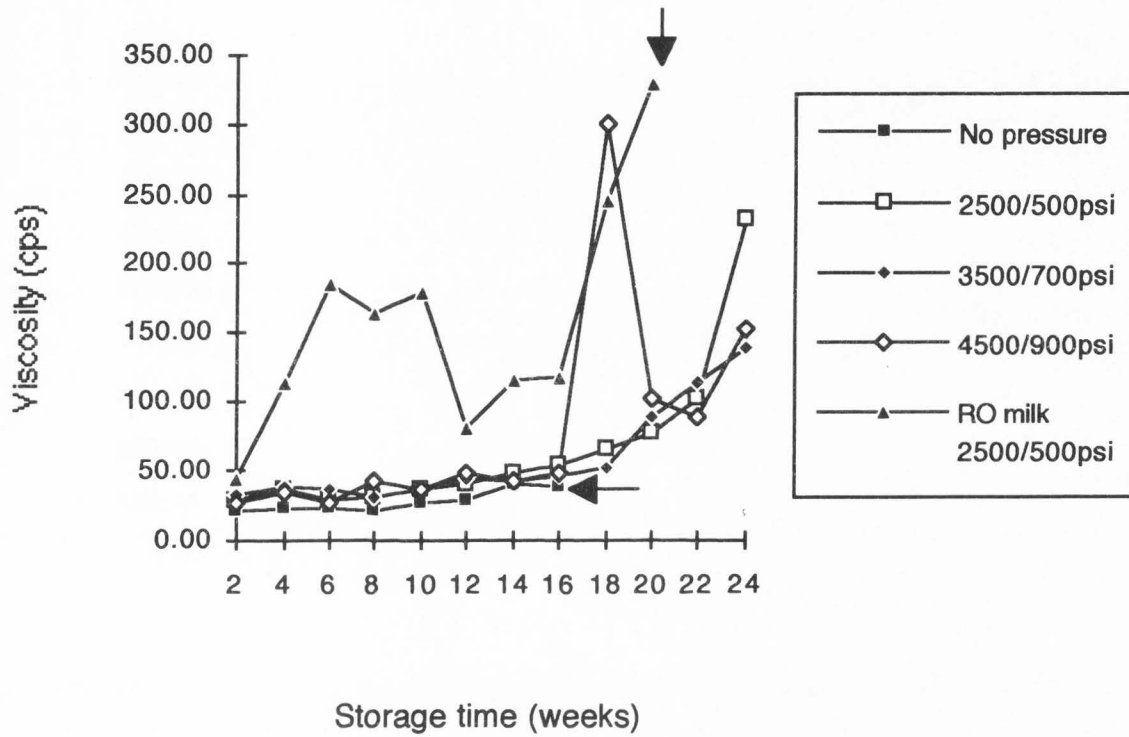 350.00
300.00
250.00
200.00
150.00
100.00
50.00
0.00
Viscosity (cps)
2 4 6 8 10 12 14 16 18 20 22 24
Storage time (weeks)
No pressure
2500/500psi
3500/700psi
4500/900psi
RO milk
2500/500psi